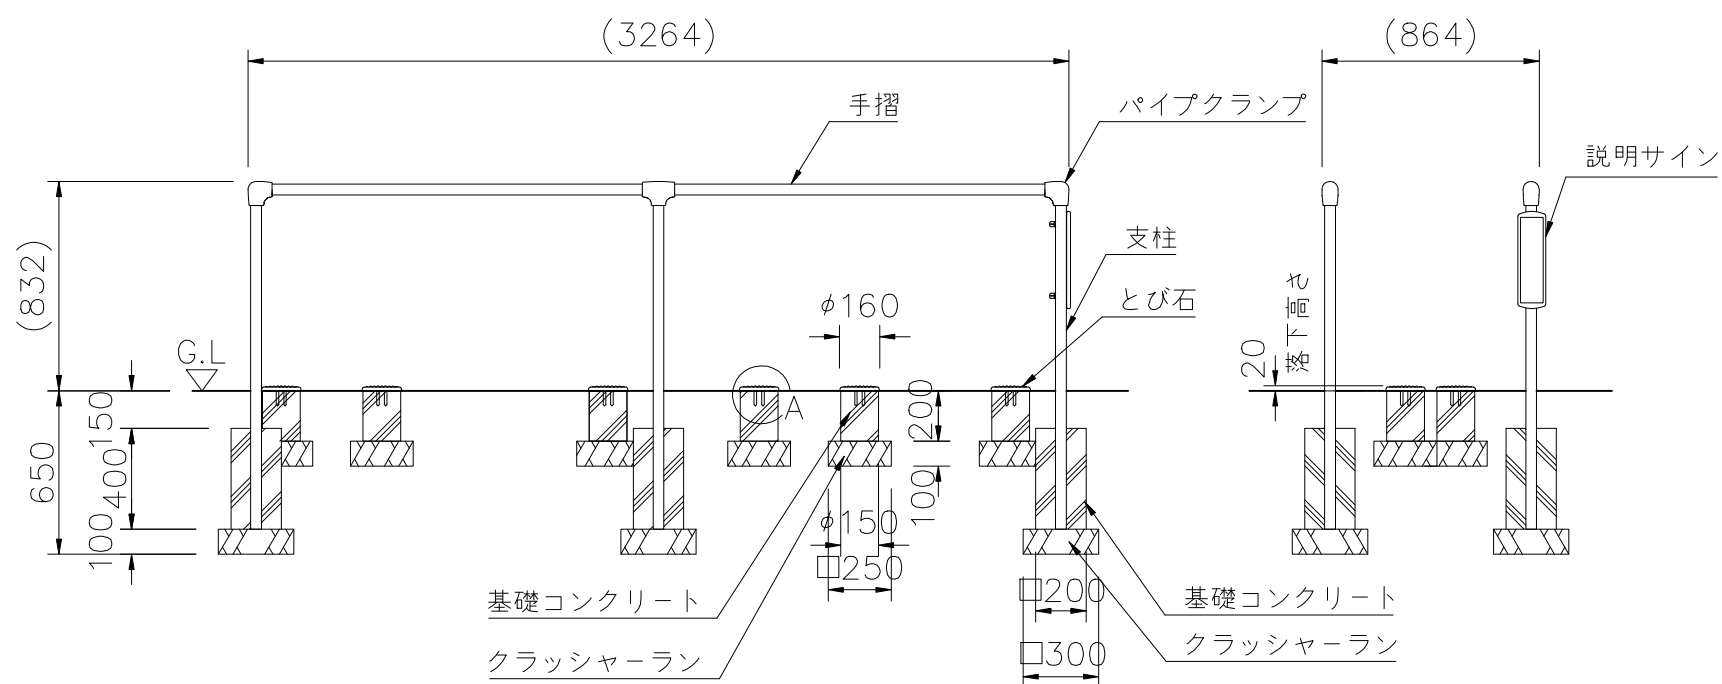 (3264)
(864)
手摺
パイプクランプ
説明サイン
支柱
(832)
とび石
落下高さ
φ160
20
G.L
A
150
200
650
400
100
100
φ150
□250
□200
基礎コンクリート
基礎コンクリート
クラッシャーラン
□300
クラッシャーラン